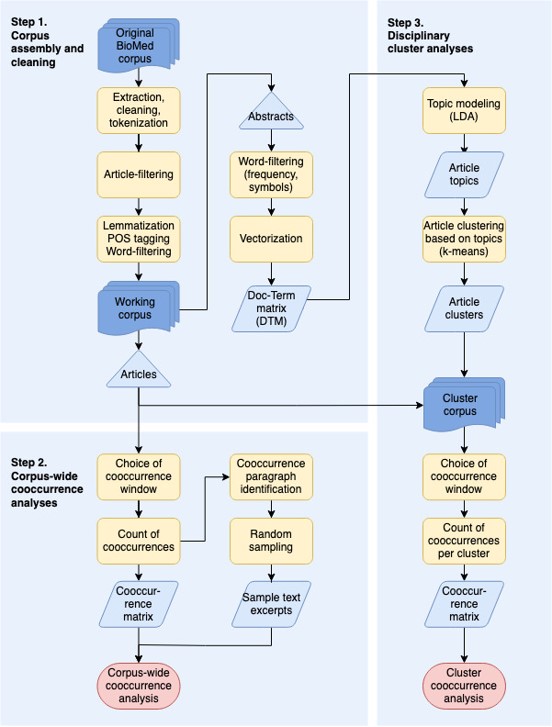 Step 1.
Corpus
assembly and
cleaning
Original
BioMed
corpus
Extraction,
cleaning,
tokenization
Article-filtering
Lemmatization
POS tagging
Word-filtering
Working
corpus
Articles
Abstracts
Word-filtering
(frequency,
symbols)
Vectorization
Doc-Term
matrix
(DTM)
Step 2.
Corpus-wide
cooccurrence
analyses
Choice of
cooccurrence
window
Count of
cooccurrences
Cooccur-
rence
matrix
Cooccurrence
paragraph
identification
Random
sampling
Sample text
excerpts
Corpus-wide
cooccurrence
analysis
Step 3.
Disciplinary
cluster analyses
Topic modeling
(LDA)
Article
topics
Article clustering
based on topics
(k-means)
Article
clusters
Cluster
corpus
Choice of
cooccurrence
window
Count of
cooccurrences
per cluster
Cooccur-
rence
matrix
Cluster
cooccurrence
analysis